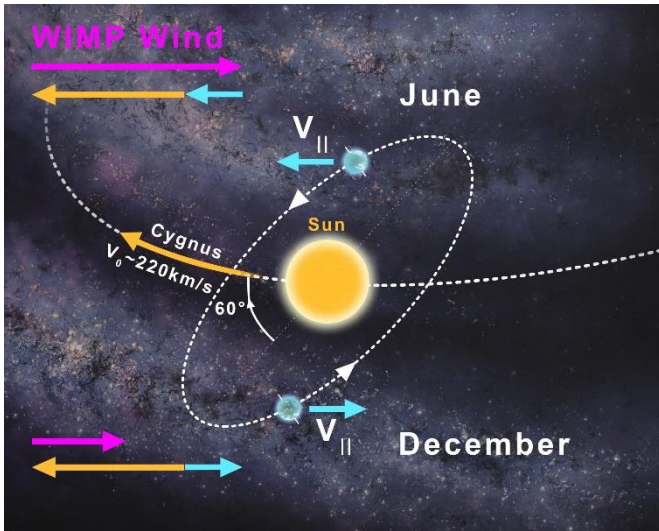 WIMP Wind
June
V||
Sun
Cygnus
V0~220km/s
60°
V||
December